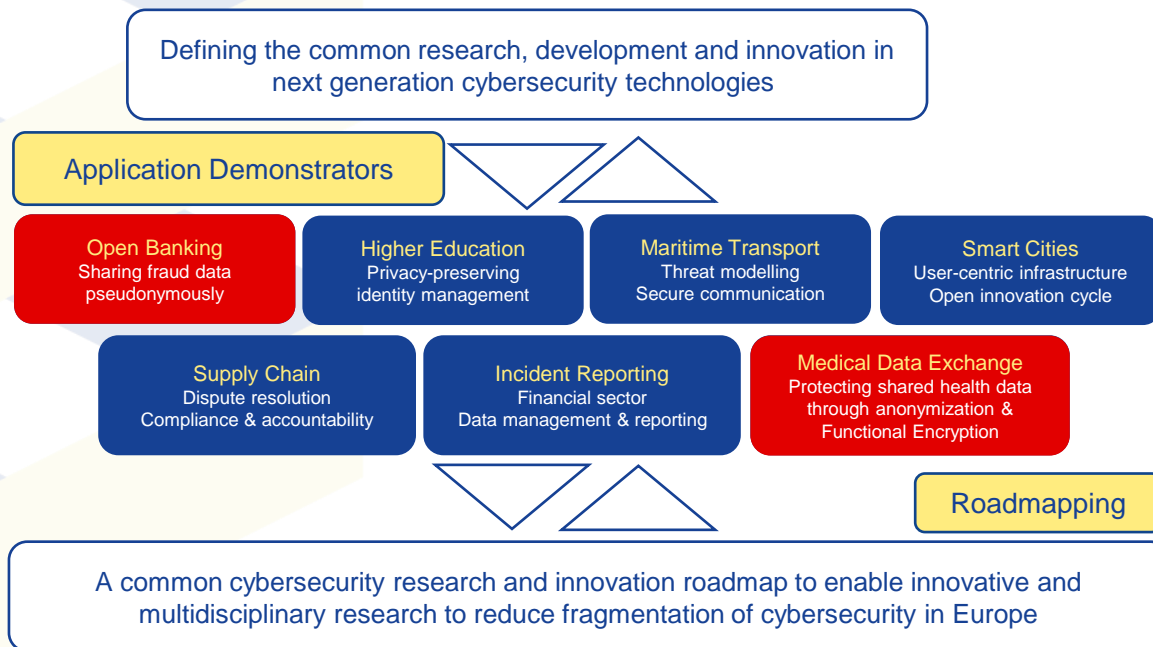 Defining the common research, development and innovation in
next generation cybersecurity technologies
Application Demonstrators
Open Banking
Sharing fraud data
pseudonymously
Higher Education
Privacy-preserving
identity management
Maritime Transport
Threat modelling
Secure communication
Smart Cities
User-centric infrastructure
Open innovation cycle
Supply Chain
Dispute resolution
Compliance & accountability
Incident Reporting
Financial sector
Data management & reporting
Medical Data Exchange
Protecting shared health data
through anonymization &
Functional Encryption
Roadmapping
A common cybersecurity research and innovation roadmap to enable innovative and
multidisciplinary research to reduce fragmentation of cybersecurity in Europe